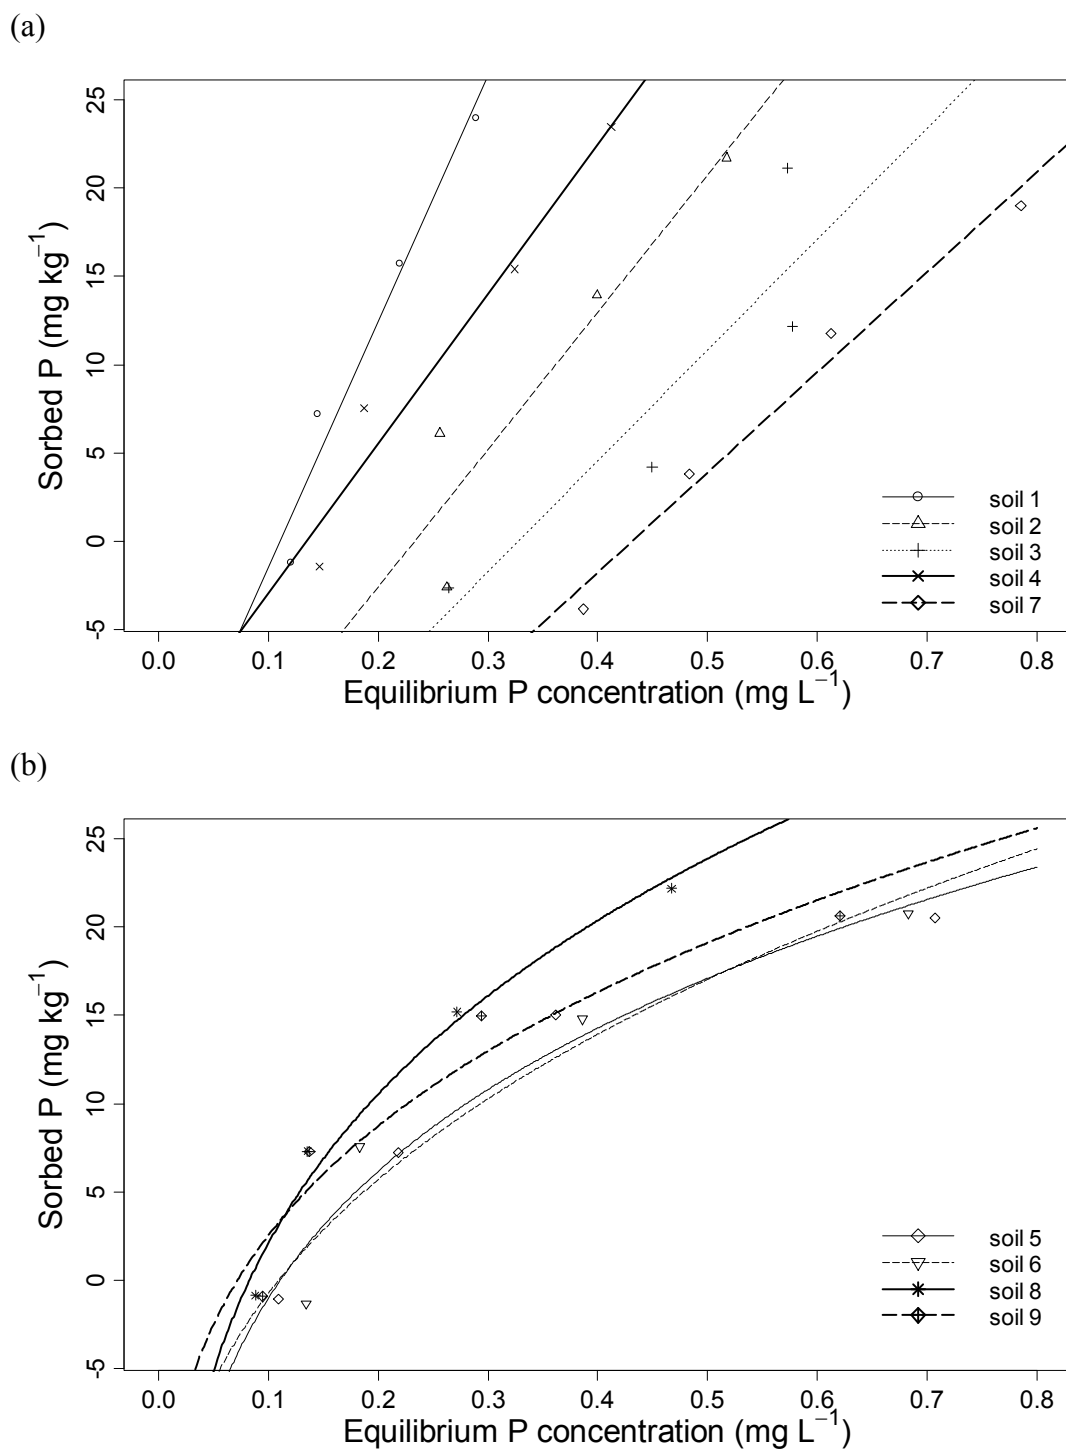 (a)
25
20
15
10
5
0
-5
Sorbed P (mg kg⁻¹)
soil 1
soil 2
soil 3
soil 4
soil 7
0.0 0.1 0.2 0.3 0.4 0.5 0.6 0.7 0.8
Equilibrium P concentration (mg L⁻¹)
(b)
25
20
15
10
5
0
-5
Sorbed P (mg kg⁻¹)
soil 5
soil 6
soil 8
soil 9
0.0 0.1 0.2 0.3 0.4 0.5 0.6 0.7 0.8
Equilibrium P concentration (mg L⁻¹)